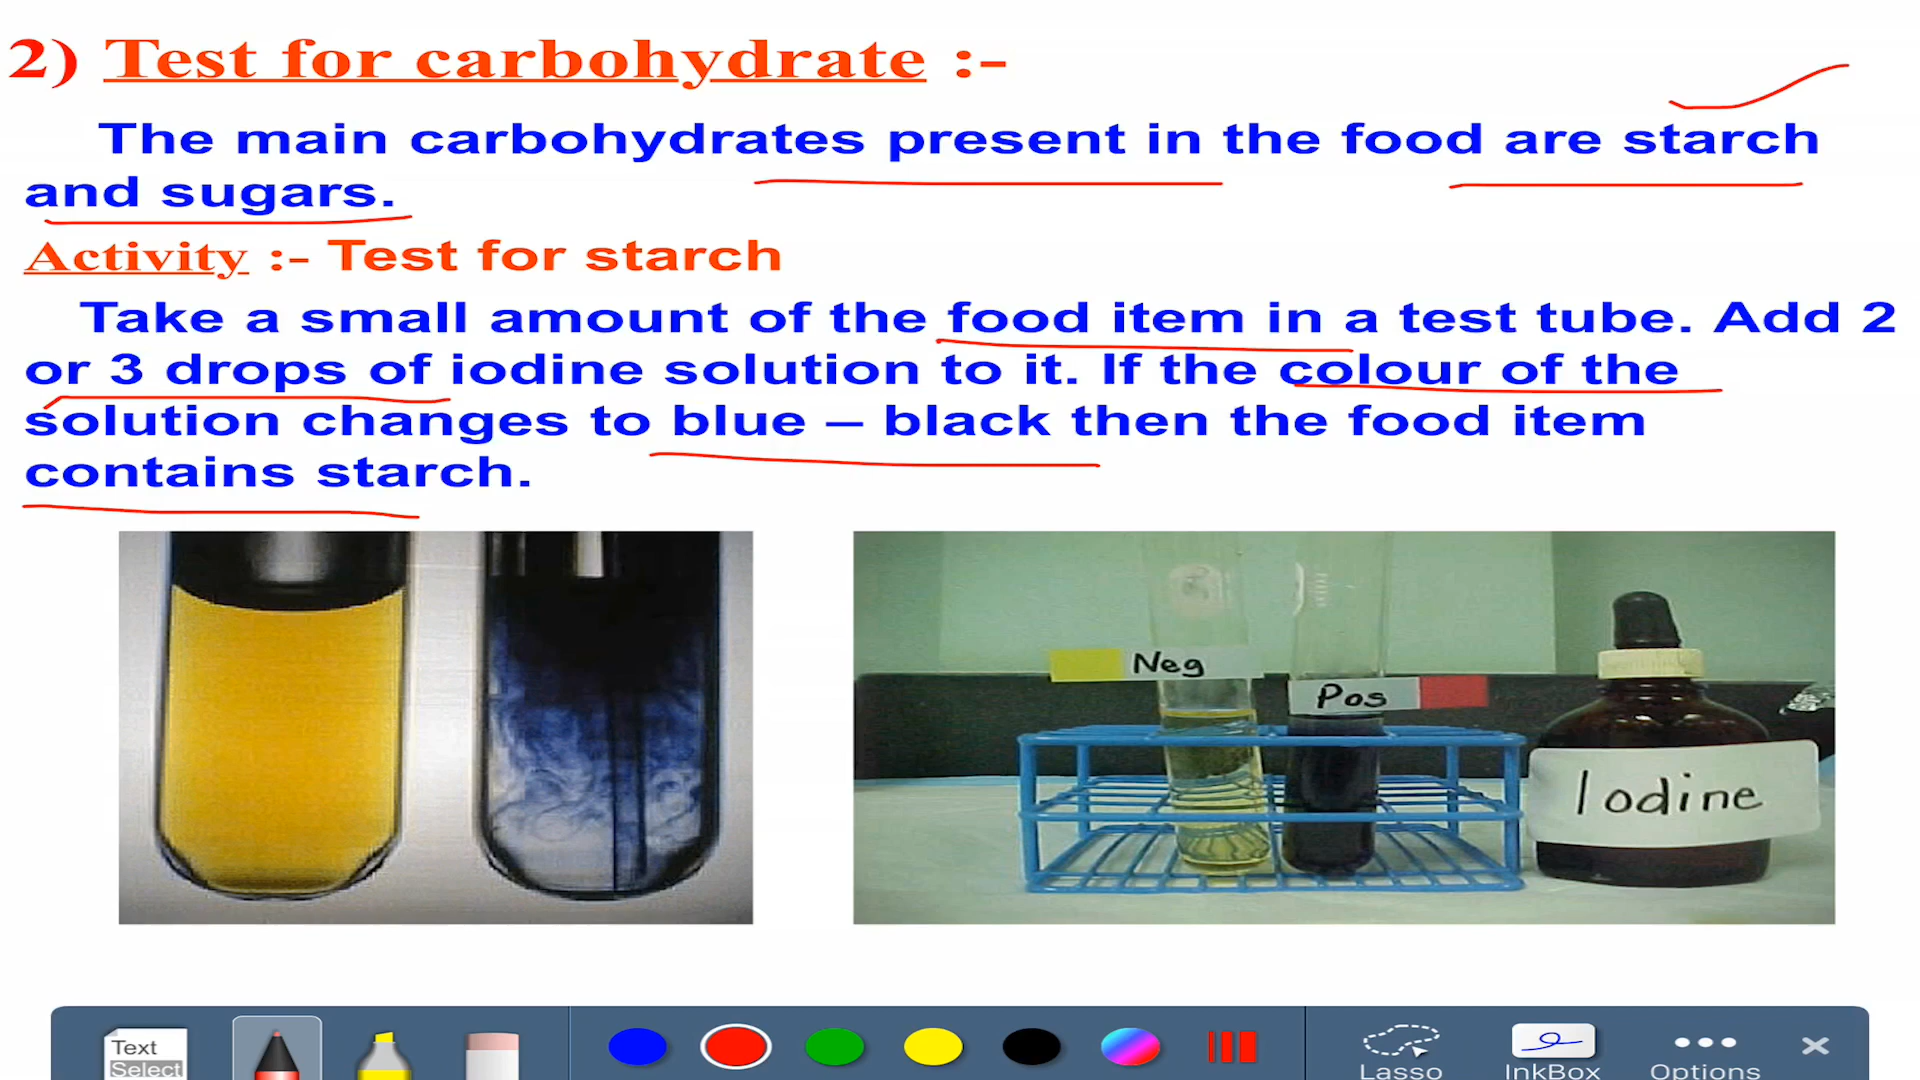 2) Test for carbohydrate :-
The main carbohydrates present in the food are starch
and sugars.
Activity :- Test for starch
Take a small amount of the food item in a test tube. Add 2
or 3 drops of iodine solution to it. If the colour of the
solution changes to blue – black then the food item
contains starch.
Neg
Pos
Iodine
Text
Select
Lasso
InkBox
Options